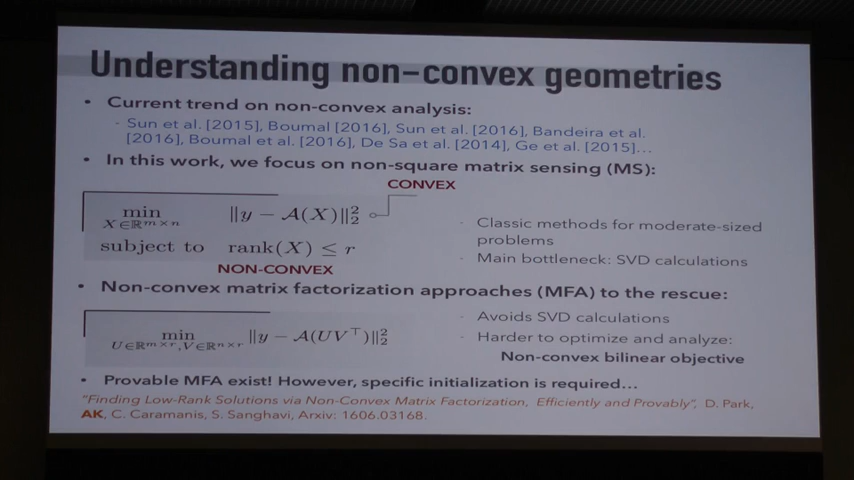 Understanding non-convex geometries
• Current trend on non-convex analysis:
- Sun et al. [2015], Boumal [2016], Sun et al. [2016], Bandeira et al.
[2016], Boumal et al. [2016], De Sa et al. [2014], Ge et al. [2015]...
• In this work, we focus on non-square matrix sensing (MS):
CONVEX
min X∈ℝ^{m×n} ‖y − 𝒜(X)‖₂²
subject to rank(X) ≤ r
NON-CONVEX
- Classic methods for moderate-sized
problems
- Main bottleneck: SVD calculations
• Non-convex matrix factorization approaches (MFA) to the rescue:
min U∈ℝ^{m×r},V∈ℝ^{n×r} ‖y − 𝒜(UV^⊤)‖₂²
- Avoids SVD calculations
- Harder to optimize and analyze:
Non-convex bilinear objective
• Provable MFA exist! However, specific initialization is required...
"Finding Low-Rank Solutions via Non-Convex Matrix Factorization, Efficiently and Provably", D. Park,
AK, C. Caramanis, S. Sanghavi, Arxiv: 1606.03168.